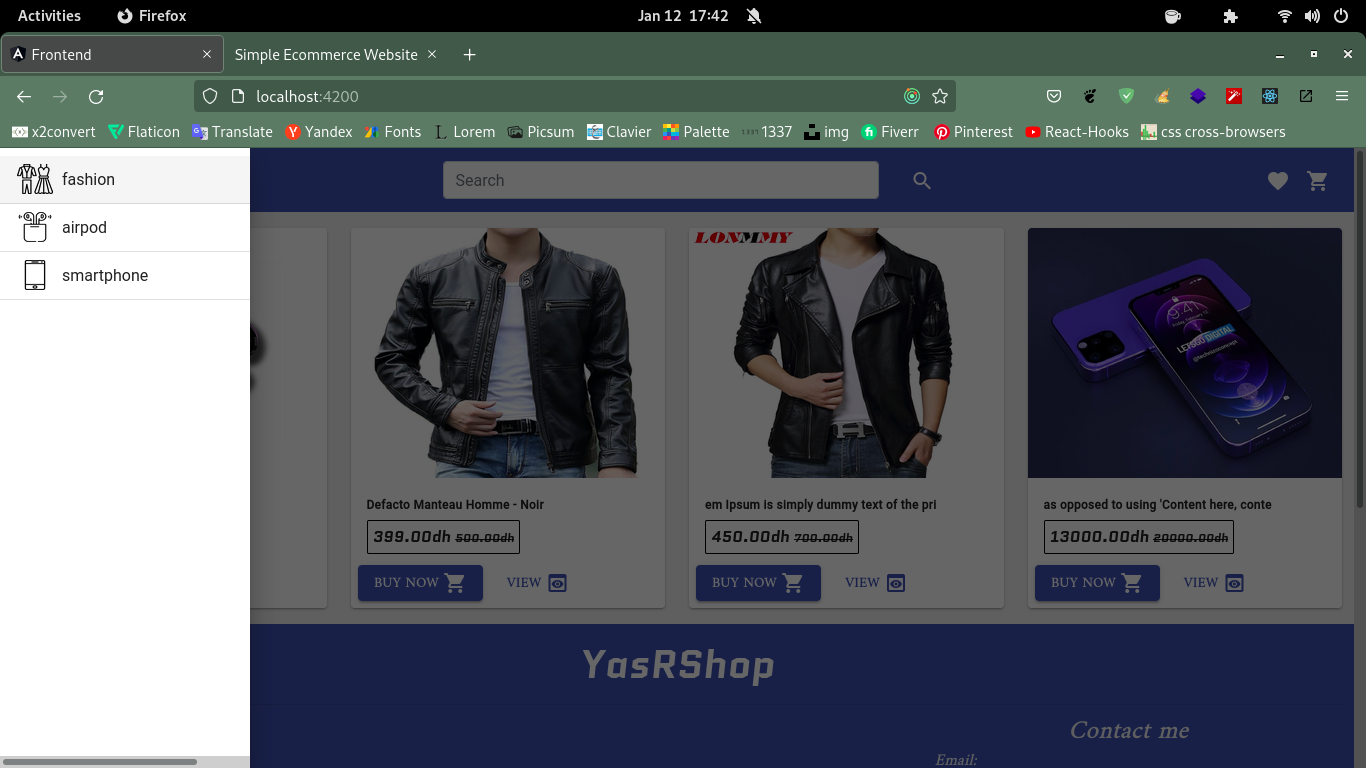 Activities Firefox Jan 12 17:42
Frontend Simple Ecommerce Website
localhost:4200
x2convert Flaticon Translate Yandex Fonts Lorem Picsum Clavier Palette 1337 1337 img Fiverr Pinterest React-Hooks css cross-browsers
fashion
airpod
smartphone
Search
LONMMY
9:41
LETSGODIGITAL
Defacto Manteau Homme - Noir
399.00dh 500.00dh
BUY NOW VIEW
em Ipsum is simply dummy text of the pri
450.00dh 700.00dh
BUY NOW VIEW
as opposed to using 'Content here, conte
13000.00dh 20000.00dh
BUY NOW VIEW
YasRShop
Contact me
Email: